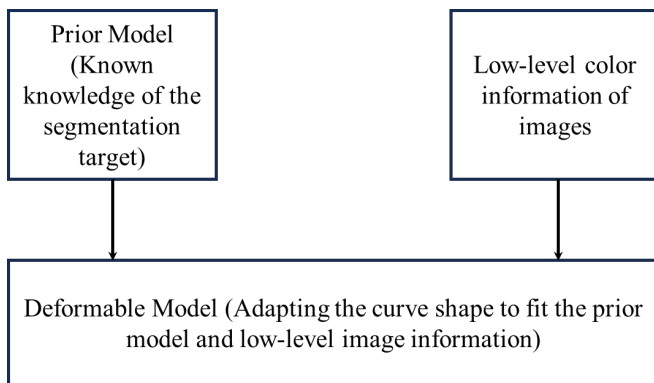 Prior Model
(Known
knowledge of the
segmentation
target)
Low-level color
information of
images
Deformable Model (Adapting the curve shape to fit the prior
model and low-level image information)